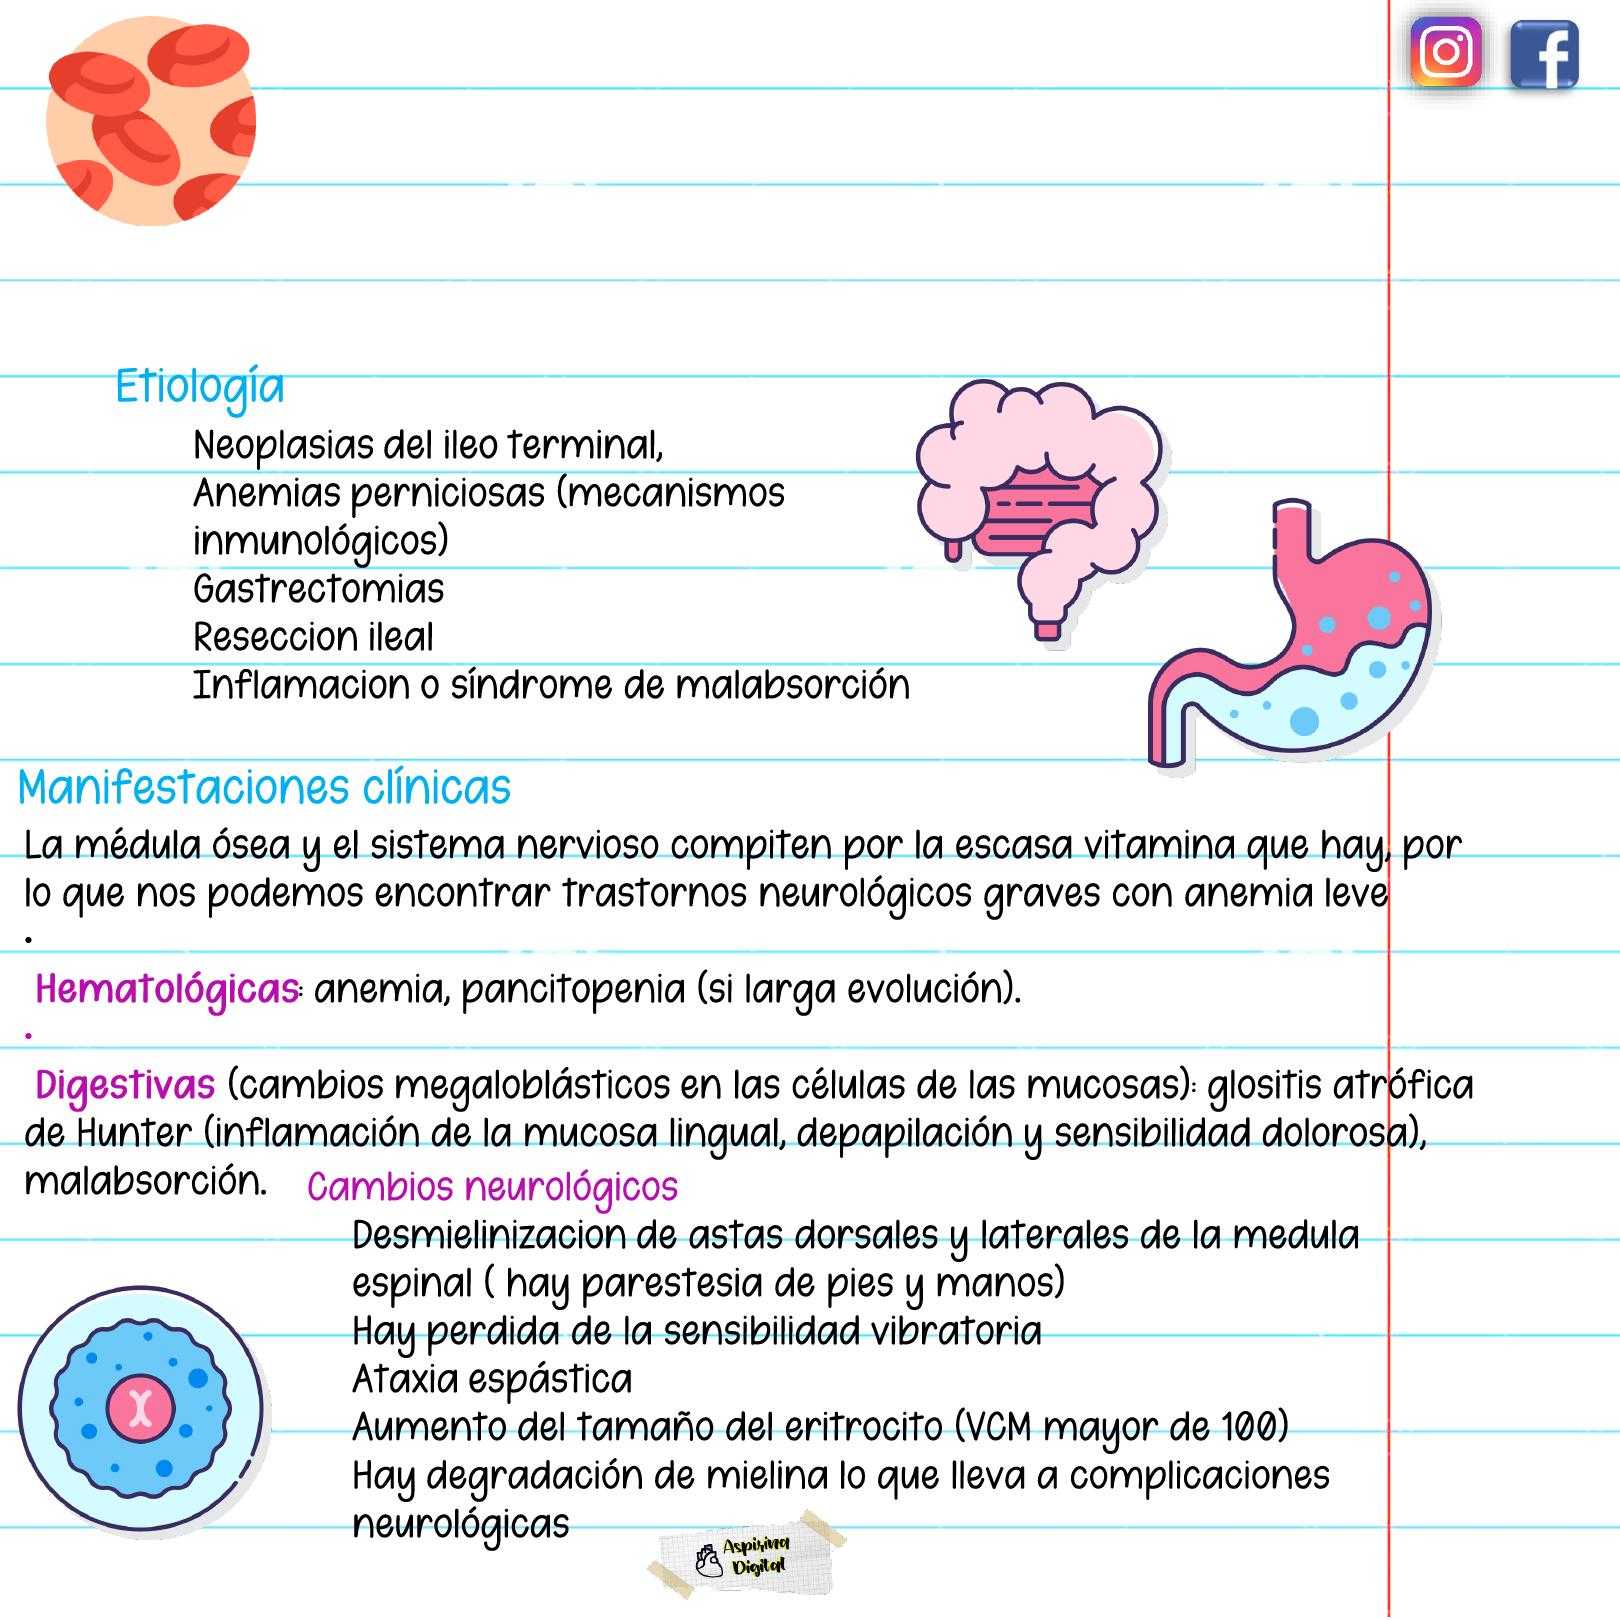 Etiología
Neoplasias del ileo terminal,
Anemias perniciosas (mecanismos
inmunológicos)
Gastrectomias
Reseccion ileal
Inflamacion o síndrome de malabsorción
Manifestaciones clínicas
La médula ósea y el sistema nervioso compiten por la escasa vitamina que hay, por
lo que nos podemos encontrar trastornos neurológicos graves con anemia leve
.
Hematológicas: anemia, pancitopenia (si larga evolución).
.
Digestivas (cambios megaloblásticos en las células de las mucosas): glositis atrófica
de Hunter (inflamación de la mucosa lingual, depapilación y sensibilidad dolorosa),
malabsorción.
Cambios neurológicos
Desmielinizacion de astas dorsales y laterales de la medula
espinal ( hay parestesia de pies y manos)
Hay perdida de la sensibilidad vibratoria
Ataxia espástica
Aumento del tamaño del eritrocito (VCM mayor de 100)
Hay degradación de mielina lo que lleva a complicaciones
neurológicas
Aspirina
Digital